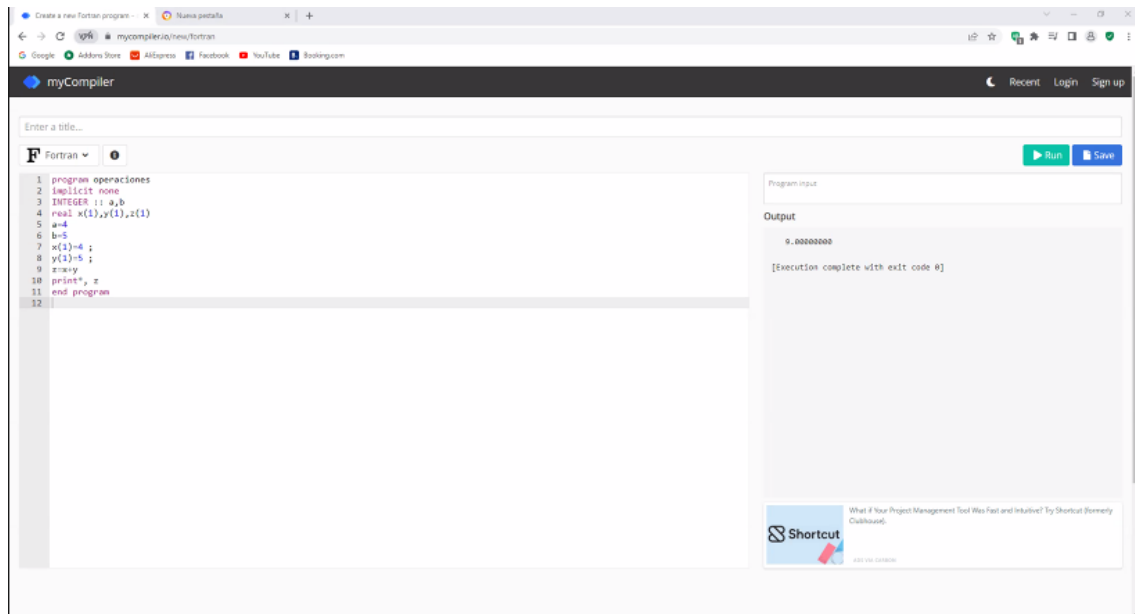 Create a new Fortran program -
Nueva pestaña
mycompiler.io/new/fortran
Google Addons Store AliExpress Facebook YouTube Booking.com
myCompiler
Recent Login Sign up
Enter a title...
Fortran
Run Save
1 program operaciones
2 implicit none
3 INTEGER :: a,b
4 real x(1),y(1),z(1)
5 a=4
6 b=5
7 x(1)=4 ;
8 y(1)=5 ;
9 z=x+y
10 print*, z
11 end program
12
Program input
Output
9.00000000
[Execution complete with exit code 0]
What if Your Project Management Tool Was Fast and Intuitive? Try Shortcut (formerly
Clubhouse).
Shortcut
ADS VIA CARBON